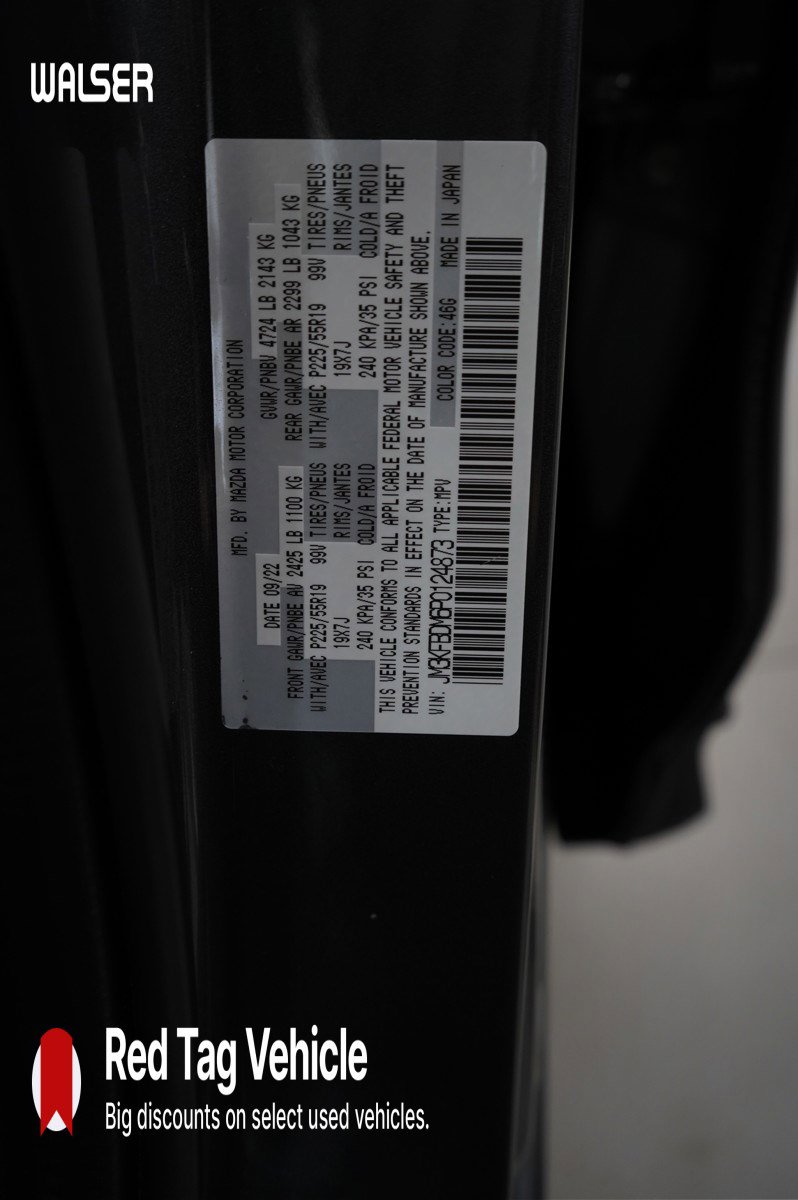 WALSER
MFD. BY MAZDA MOTOR CORPORATION
DATE 09/22 GVWR/PNBV 4724 LB 2143 KG
FRONT GAWR/PNBE AV 2425 LB 1100 KG REAR GAWR/PNBE AR 2299 LB 1043 KG
WITH/AVEC P225/55R19 99V TIRES/PNEUS WITH/AVEC P225/55R19 99V TIRES/PNEUS
19X7J RIMS/JANTES 19X7J RIMS/JANTES
240 KPA/35 PSI COLD/A FROID 240 KPA/35 PSI COLD/A FROID
THIS VEHICLE CONFORMS TO ALL APPLICABLE FEDERAL MOTOR VEHICLE SAFETY AND THEFT
PREVENTION STANDARDS IN EFFECT ON THE DATE OF MANUFACTURE SHOWN ABOVE.
VIN: JM3KFBDM6P0124873 TYPE:MPV COLOR CODE:46G MADE IN JAPAN
Red Tag Vehicle
Big discounts on select used vehicles.